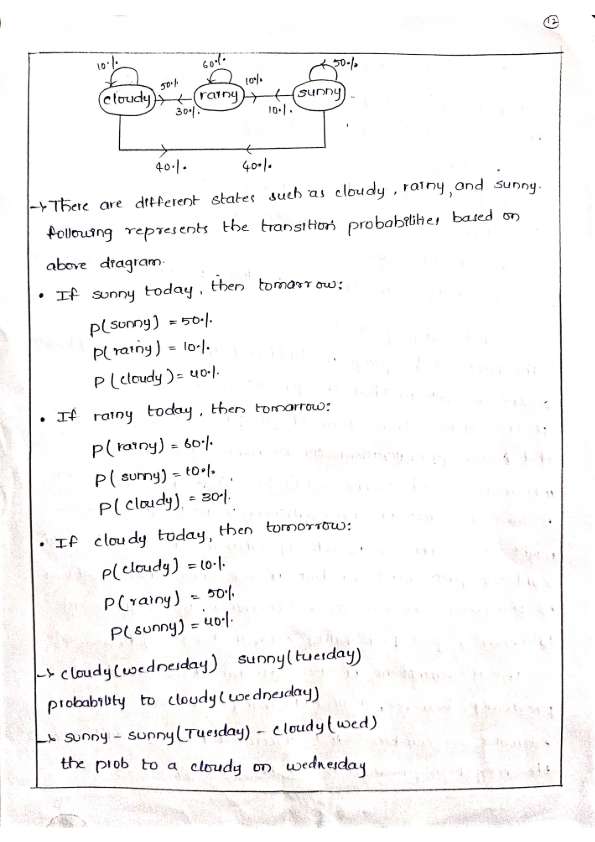 12
10%. 60%. 50%.
50% 10%.
cloudy rainy sunny
30%. 10%.
40%. 40%.
→ There are different states such as cloudy, rainy, and sunny.
following represents the transition probabilities based on
above diagram.
• If sunny today, then tomorrow:
P(sunny) = 50%.
P(rainy) = 10%.
P(cloudy) = 40%.
• If rainy today, then tomorrow:
P(rainy) = 60%.
P(sunny) = 10%.
P(cloudy) = 30%.
• If cloudy today, then tomorrow:
P(cloudy) = 10%.
P(rainy) = 50%.
P(sunny) = 40%.
→ cloudy(wednesday) sunny(tuesday)
probability to cloudy(wednesday)
→ sunny - sunny(Tuesday) - cloudy(wed)
the prob to a cloudy on wednesday